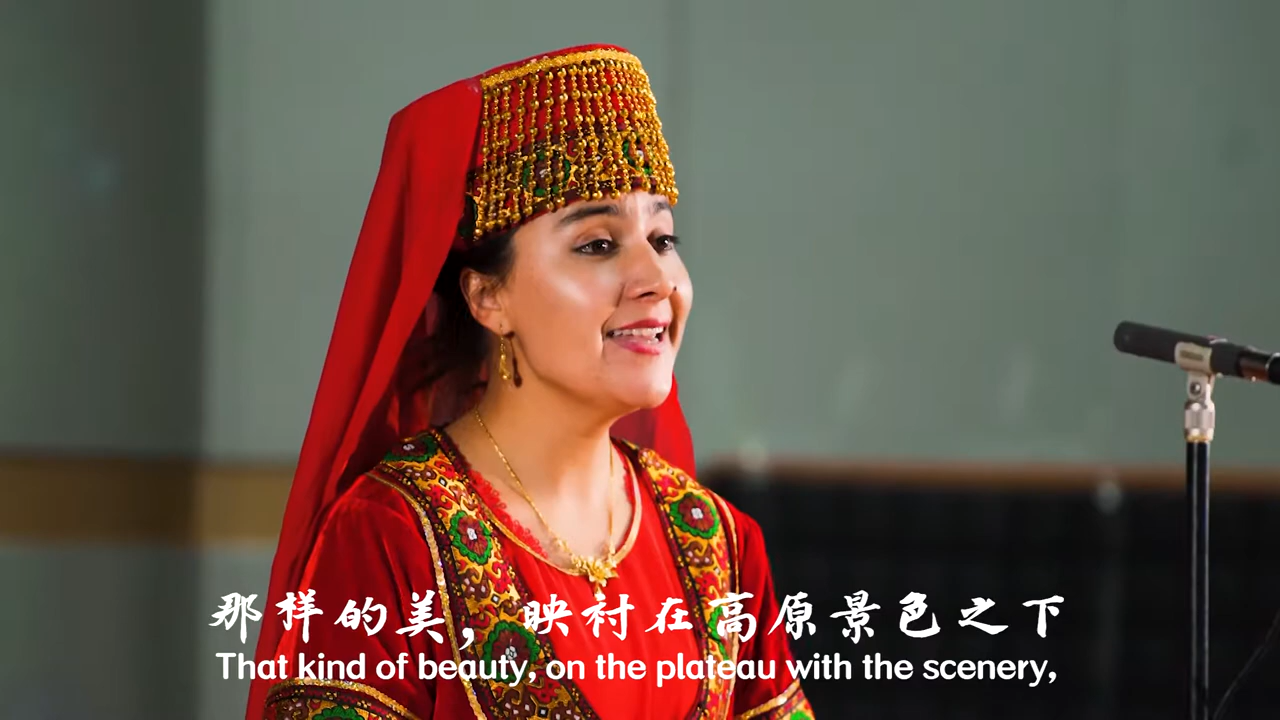 那样的美，映衬在高原景色之下
That kind of beauty, on the plateau with the scenery,